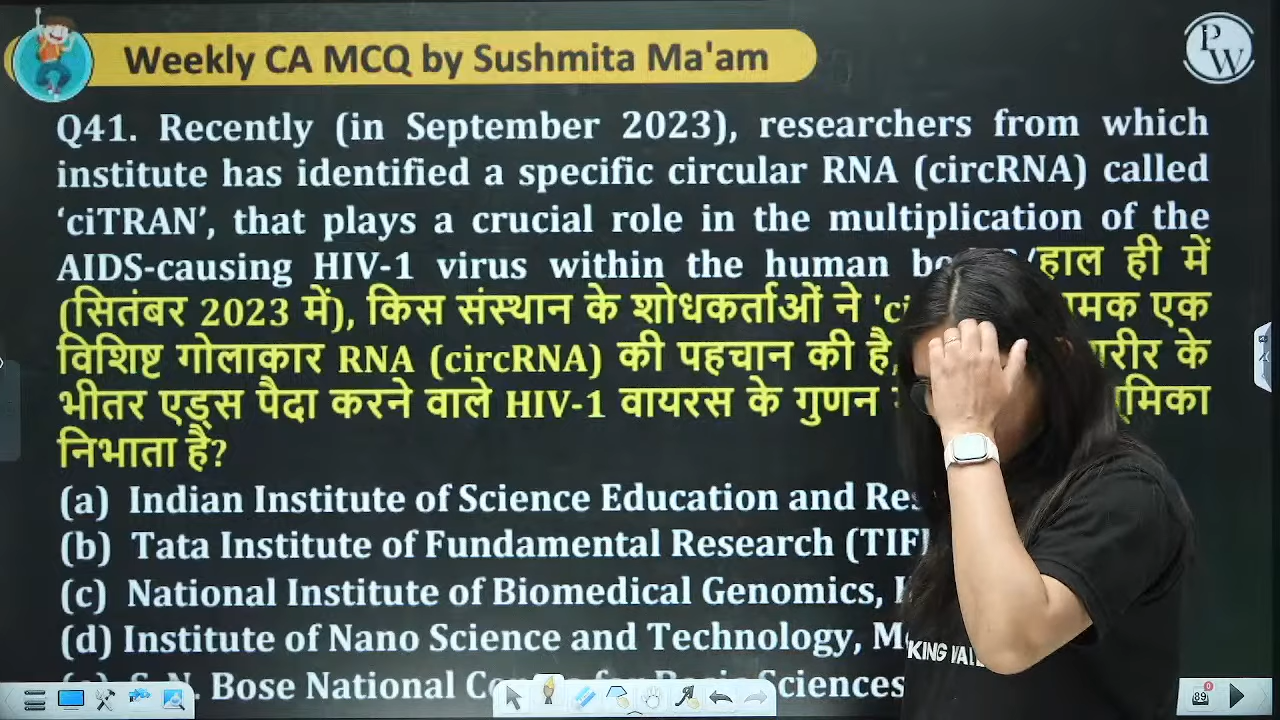 Weekly CA MCQ by Sushmita Ma'am
PW
Q41. Recently (in September 2023), researchers from which
institute has identified a specific circular RNA (circRNA) called
‘ciTRAN’, that plays a crucial role in the multiplication of the
AIDS-causing HIV-1 virus within the human /हाल ही में
(सितंबर 2023 में), किस संस्थान के शोधकर्ताओं ने एक
विशिष्ट गोलाकार RNA (circRNA) की पहचान की है, के
भीतर एड्स पैदा करने वाले HIV-1 वायरस के गुणन
निभाता है?
(a) Indian Institute of Science Education and
(b) Tata Institute of Fundamental Research
(c) National Institute of Biomedical Genomics,
(d) Institute of Nano Science and Technology,
Bose National Sciences
89